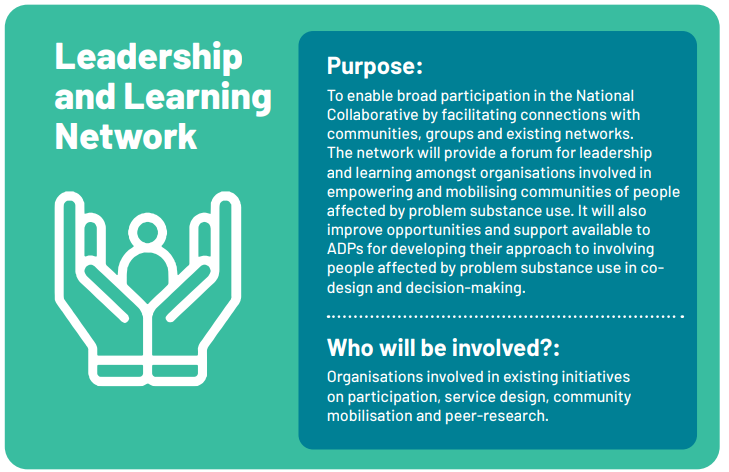 Leadership
and Learning
Network
Purpose:
To enable broad participation in the National
Collaborative by facilitating connections with
communities, groups and existing networks.
The network will provide a forum for leadership
and learning amongst organisations involved in
empowering and mobilising communities of people
affected by problem substance use. It will also
improve opportunities and support available to
ADPs for developing their approach to involving
people affected by problem substance use in co-
design and decision-making.
Who will be involved?:
Organisations involved in existing initiatives
on participation, service design, community
mobilisation and peer-research.